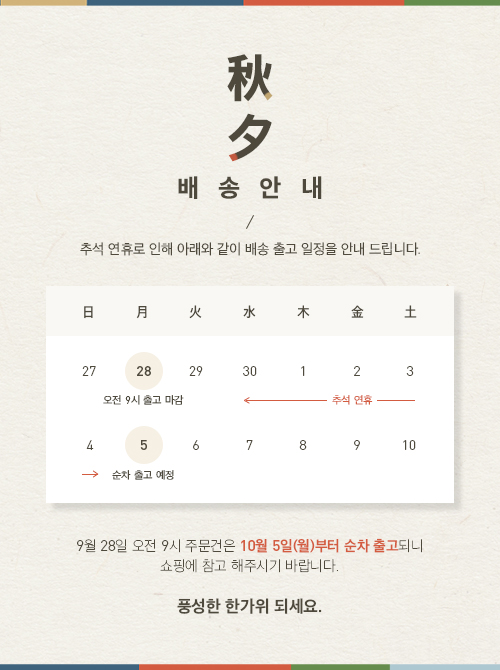 秋
夕
배송안내
/
추석 연휴로 인해 아래와 같이 배송 출고 일정을 안내 드립니다.
日 月 火 水 木 金 土
27 28 29 30 1 2 3
오전 9시 출고 마감 추석 연휴
4 5 6 7 8 9 10
순차 출고 예정
9월 28일 오전 9시 주문건은 10월 5일(월)부터 순차 출고되니
쇼핑에 참고 해주시기 바랍니다.
풍성한 한가위 되세요.